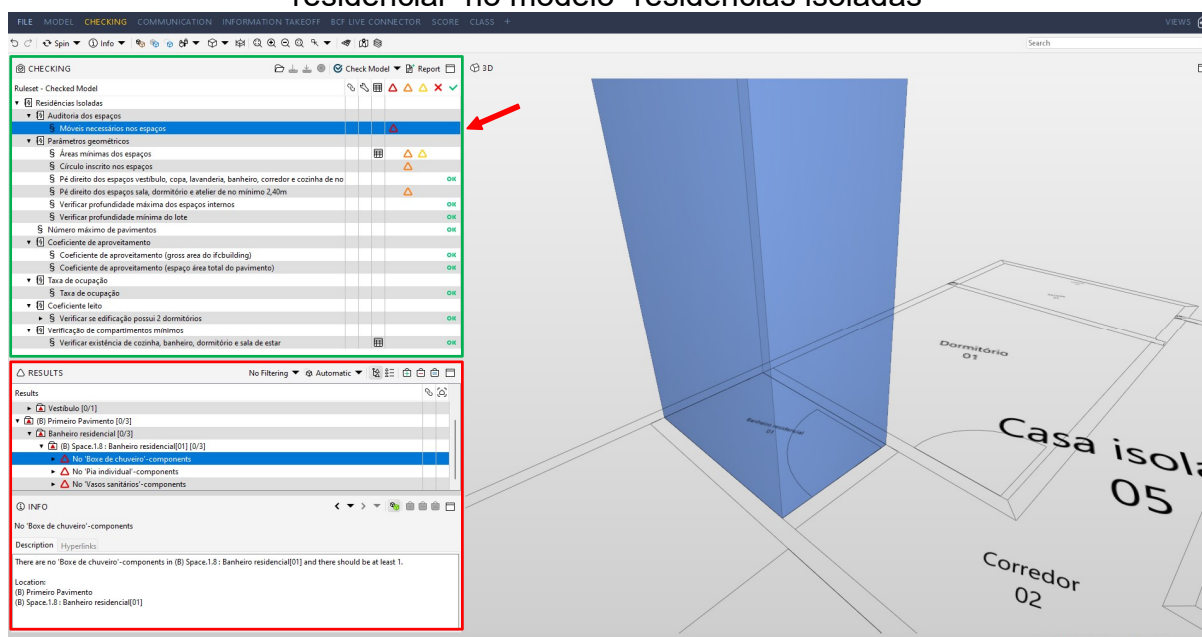 residencial" no modelo "residências isoladas"
FILE MODEL CHECKING COMMUNICATION INFORMATION TAKEOFF BCF LIVE CONNECTOR SCORE CLASS + VIEWS
Spin Info Search
CHECKING Check Model Report 3D
Ruleset - Checked Model
Residências Isoladas
Auditoria dos espaços
§ Móveis necessários nos espaços
Parâmetros geométricos
§ Áreas mínimas dos espaços
§ Círculo inscrito nos espaços
§ Pé direito dos espaços vestíbulo, copa, lavanderia, banheiro, corredor e cozinha de no OK
§ Pé direito dos espaços sala, dormitório e atelier de no mínimo 2,40m
§ Verificar profundidade máxima dos espaços internos OK
§ Verificar profundidade mínima do lote OK
§ Número máximo de pavimentos OK
Coeficiente de aproveitamento
§ Coeficiente de aproveitamento (gross area do ifcbuilding) OK
§ Coeficiente de aproveitamento (espaço área total do pavimento) OK
Taxa de ocupação
§ Taxa de ocupação OK
Coeficiente leito
§ Verificar se edificação possui 2 dormitórios OK
Verificação de compartimentos mínimos
§ Verificar existência de cozinha, banheiro, dormitório e sala de estar OK
RESULTS No Filtering Automatic
Results
Vestíbulo [0/1]
(B) Primeiro Pavimento [0/3]
Banheiro residencial [0/3]
(B) Space.1.8 : Banheiro residencial[01] [0/3]
No 'Boxe de chuveiro'-components
No 'Pia individual'-components
No 'Vasos sanitários'-components
INFO
No 'Boxe de chuveiro'-components
Description Hyperlinks
There are no 'Boxe de chuveiro'-components in (B) Space.1.8 : Banheiro residencial[01] and there should be at least 1.
Location:
(B) Primeiro Pavimento
(B) Space.1.8 : Banheiro residencial[01]
Dormitório
01
Banheiro residencial
01
Casa isola
05
Corredor
02